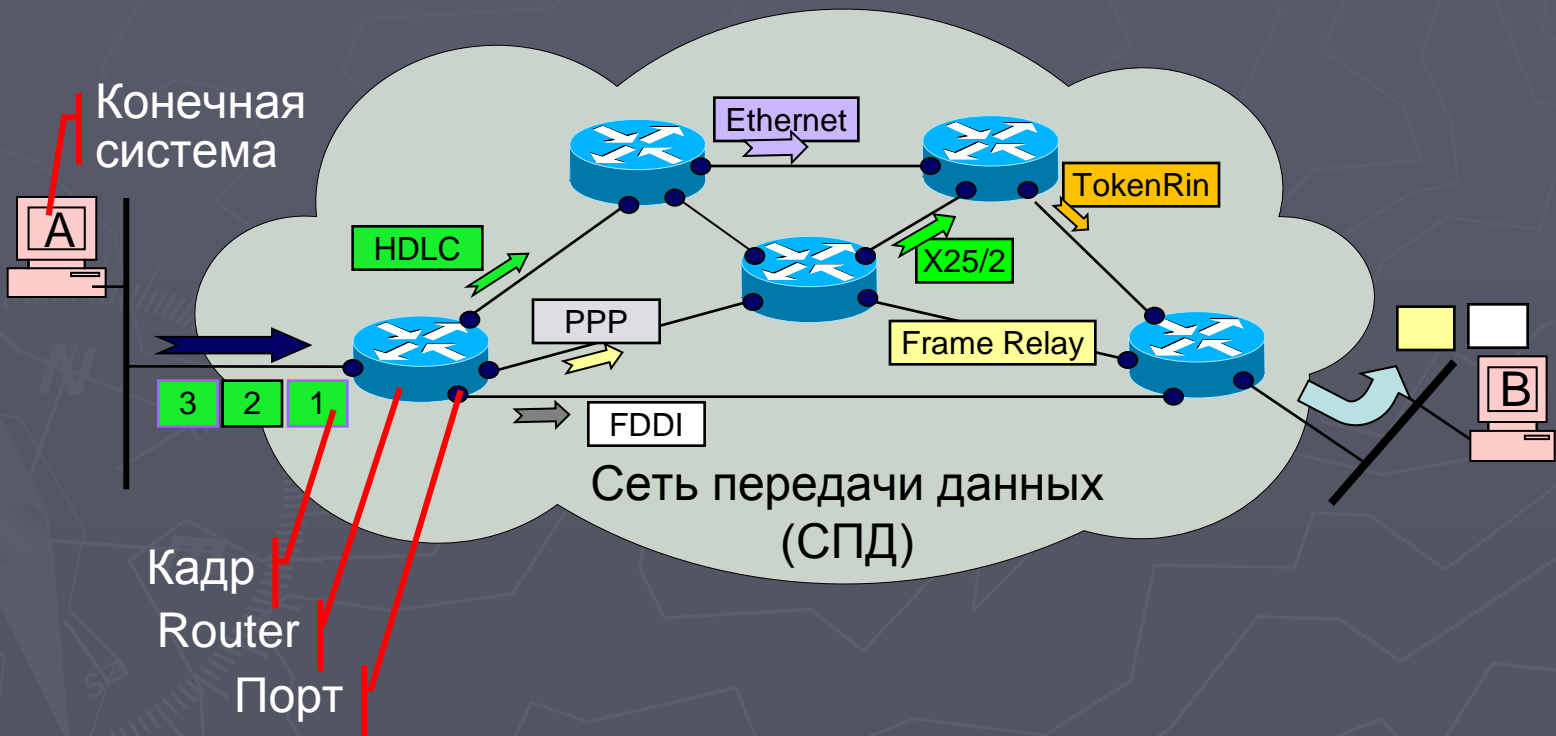 Конечная
система
A
Ethernet
TokenRin
HDLC
X25/2
PPP
Frame Relay
3 2 1
FDDI
B
Сеть передачи данных
(СПД)
Кадр
Router
Порт